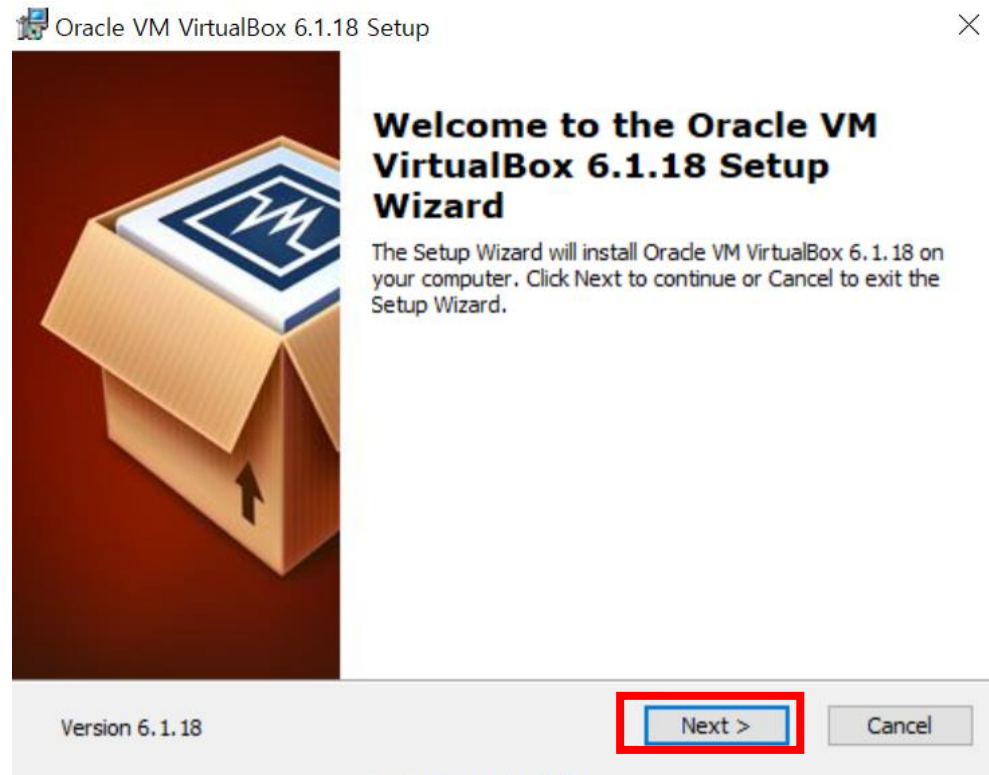 Oracle VM VirtualBox 6.1.18 Setup
Welcome to the Oracle VM
VirtualBox 6.1.18 Setup
Wizard
The Setup Wizard will install Oracle VM VirtualBox 6.1.18 on
your computer. Click Next to continue or Cancel to exit the
Setup Wizard.
Version 6.1.18
Next >
Cancel